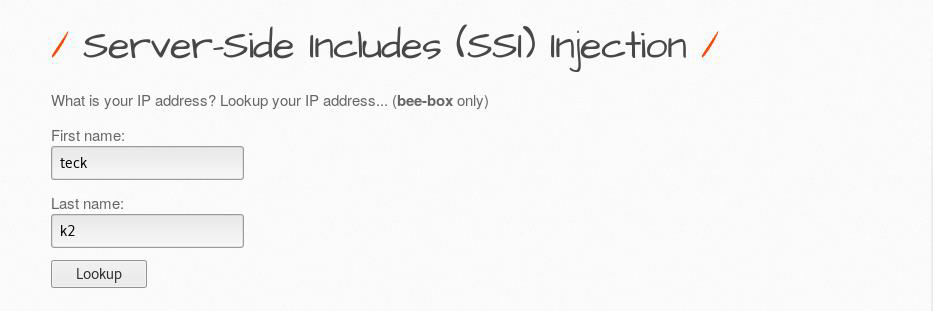 / Server-Side Includes (SSI) Injection /
What is your IP address? Lookup your IP address... (bee-box only)
First name:
teck
Last name:
k2
Lookup